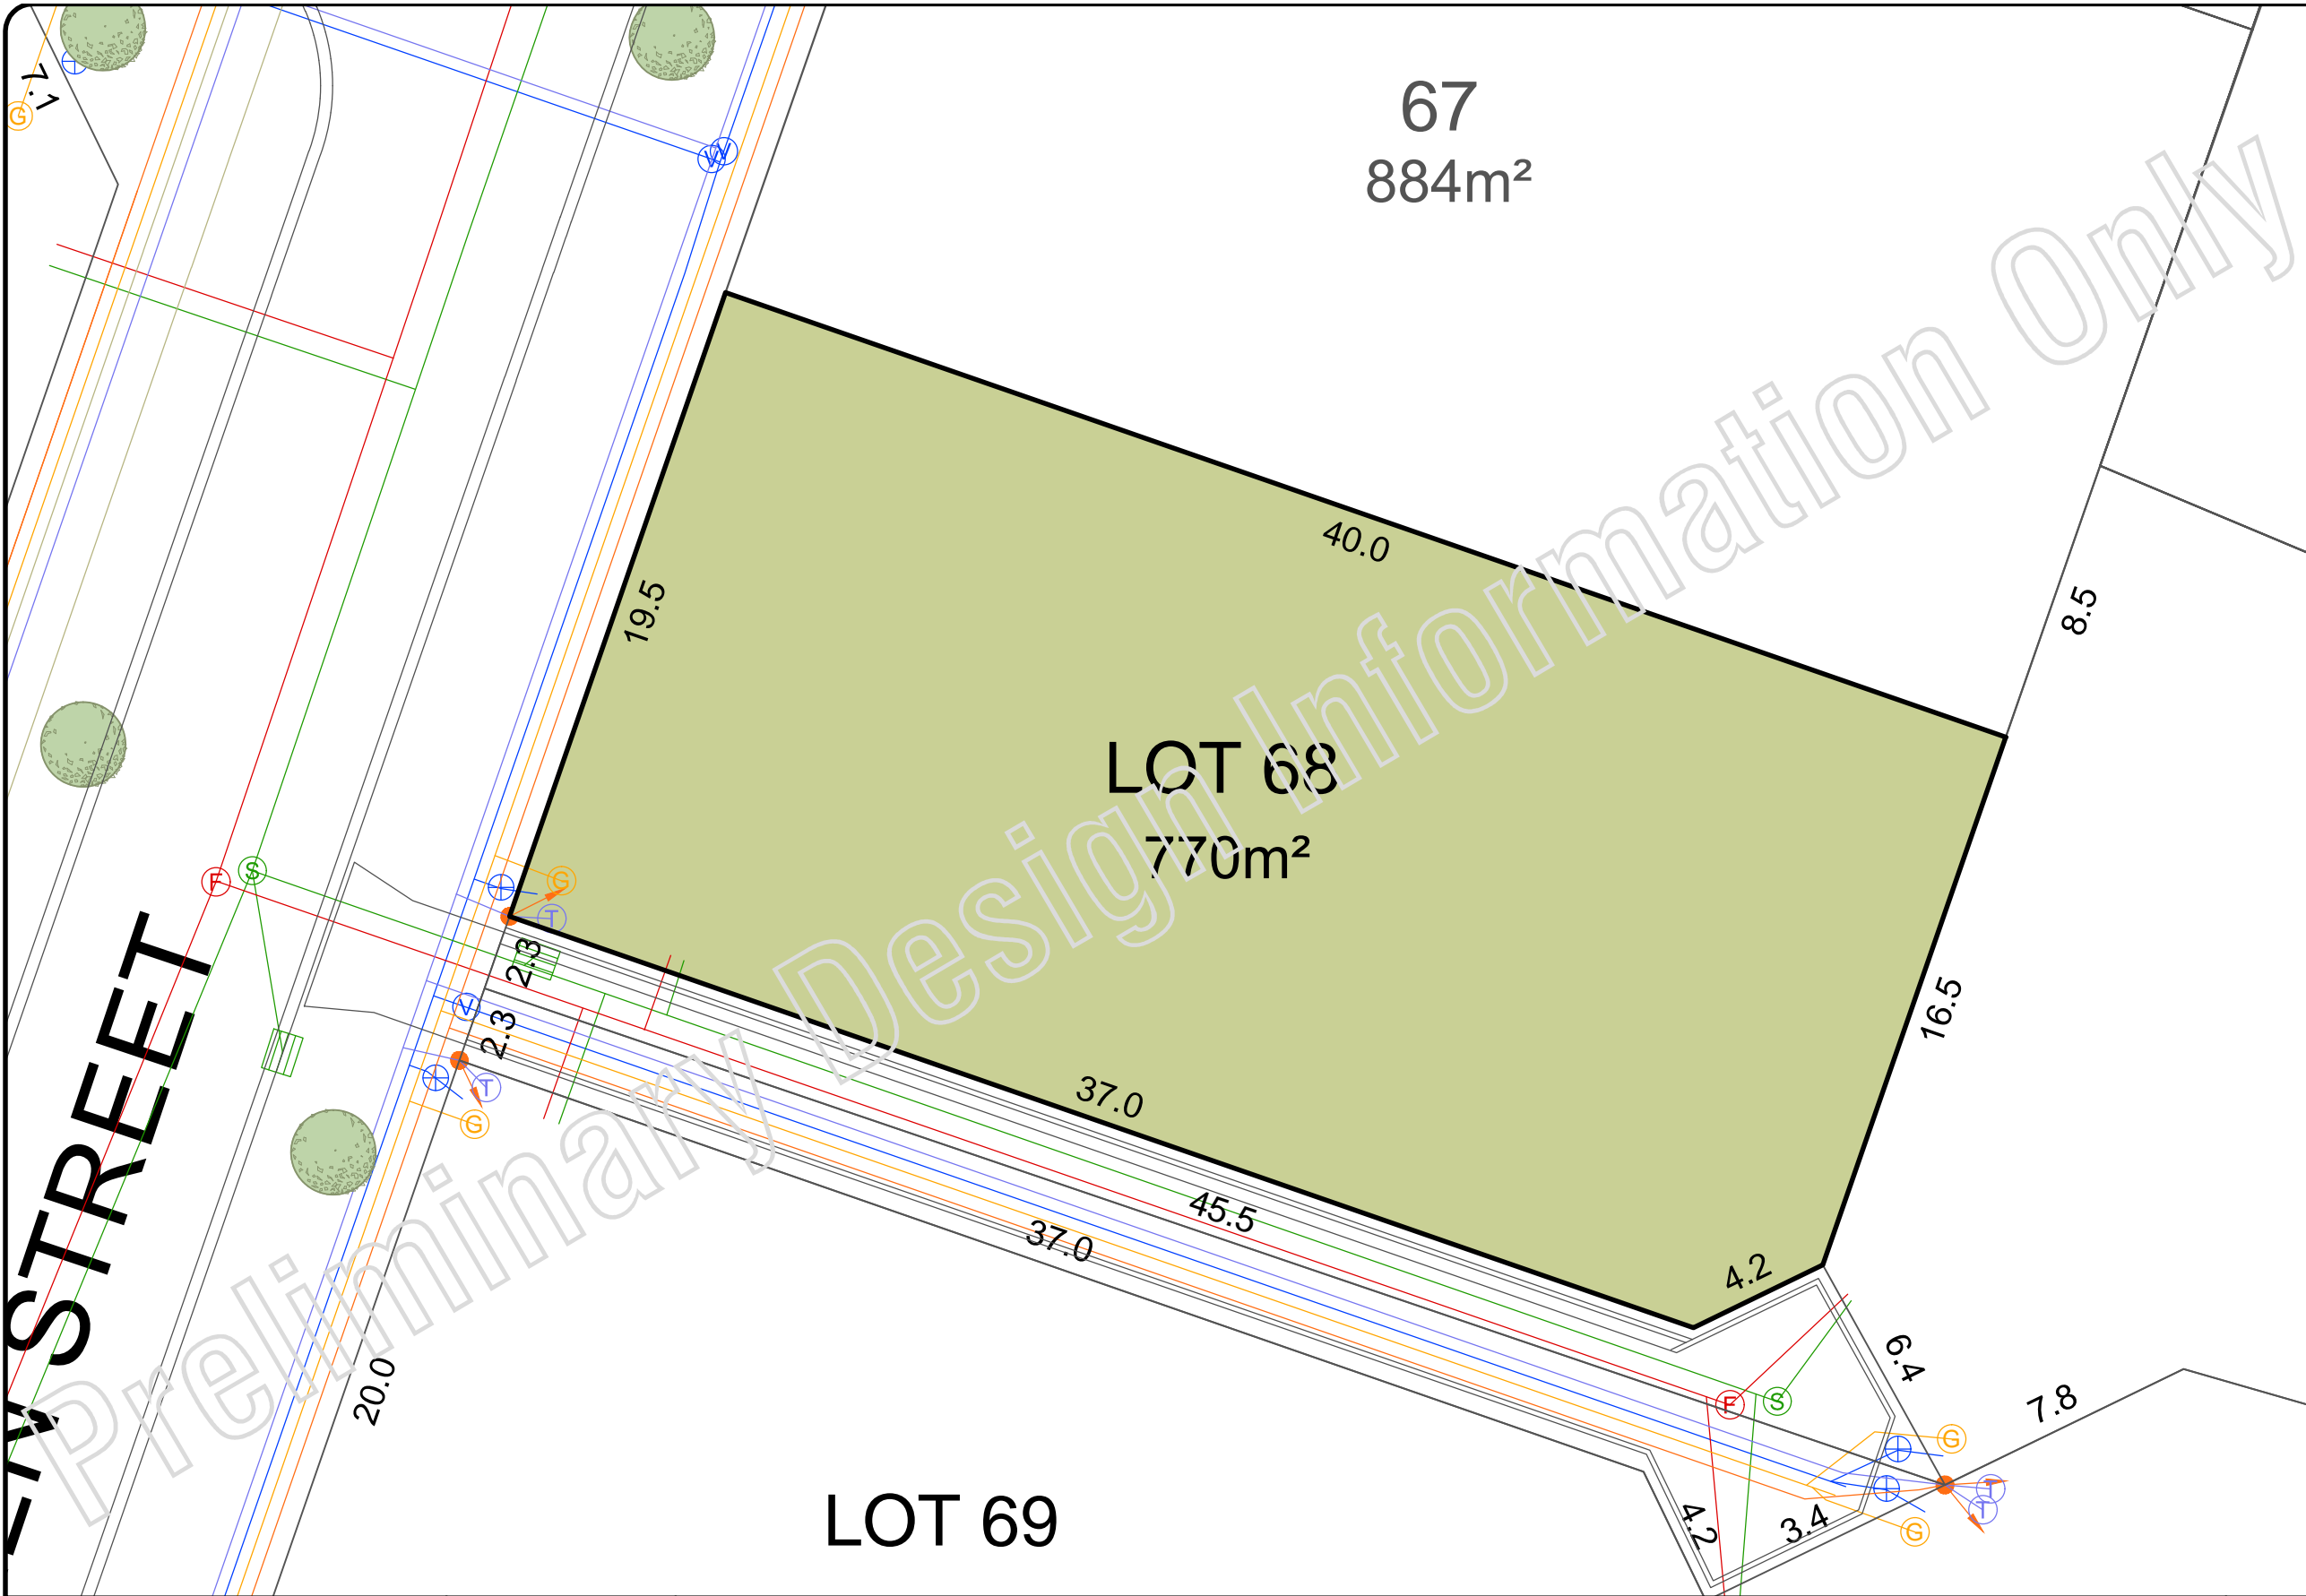 7.1
G
W
W
67
884m²
40.0
19.5
8.5
LOT 68
770m²
F
S
G
T
2.3
V
2.3
T
G
STREET
16.5
37.0
45.5
37.0
4.2
6.4
7.8
20.0
F
S
G
T
T
G
4.2
3.4
LOT 69
Preliminary Design Information Only